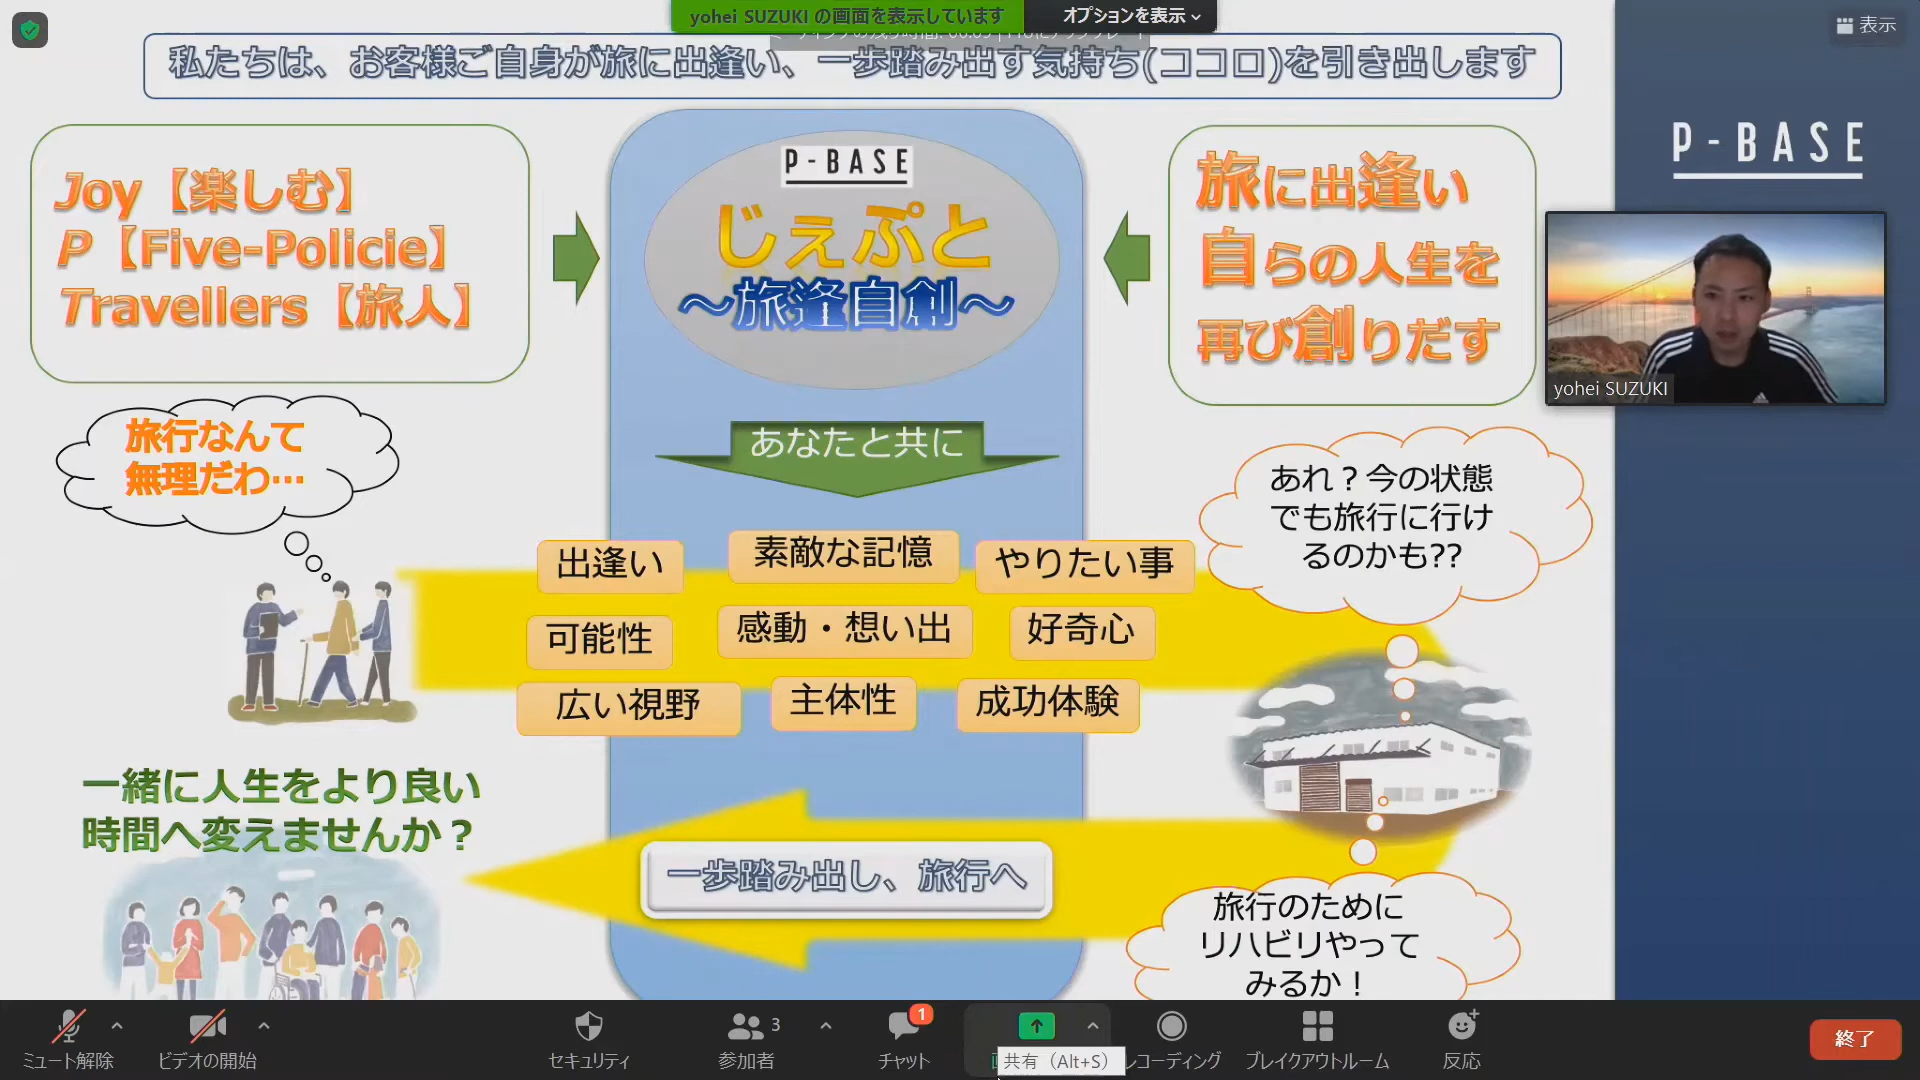 yohei SUZUKI の画面を表示しています
オプションを表示
表示
私たちは、お客様ご自身が旅に出逢い、一歩踏み出す気持ち(ココロ)を引き出します
Joy【楽しむ】
P【Five-Policie】
Travellers【旅人】
P-BASE
じぇぷと
～旅逢自創～
旅に出逢い
自らの人生を
再び創りだす
P-BASE
yohei SUZUKI
旅行なんて
無理だわ…
あなたと共に
あれ？今の状態
でも旅行に行け
るのかも??
出逢い
素敵な記憶
やりたい事
可能性
感動・想い出
好奇心
広い視野
主体性
成功体験
一緒に人生をより良い
時間へ変えませんか？
一歩踏み出し、旅行へ
旅行のために
リハビリやって
みるか！
ミュート解除
ビデオの開始
セキュリティ
3
参加者
1
チャット
共有（Alt+S）
レコーディング
ブレイクアウトルーム
反応
終了